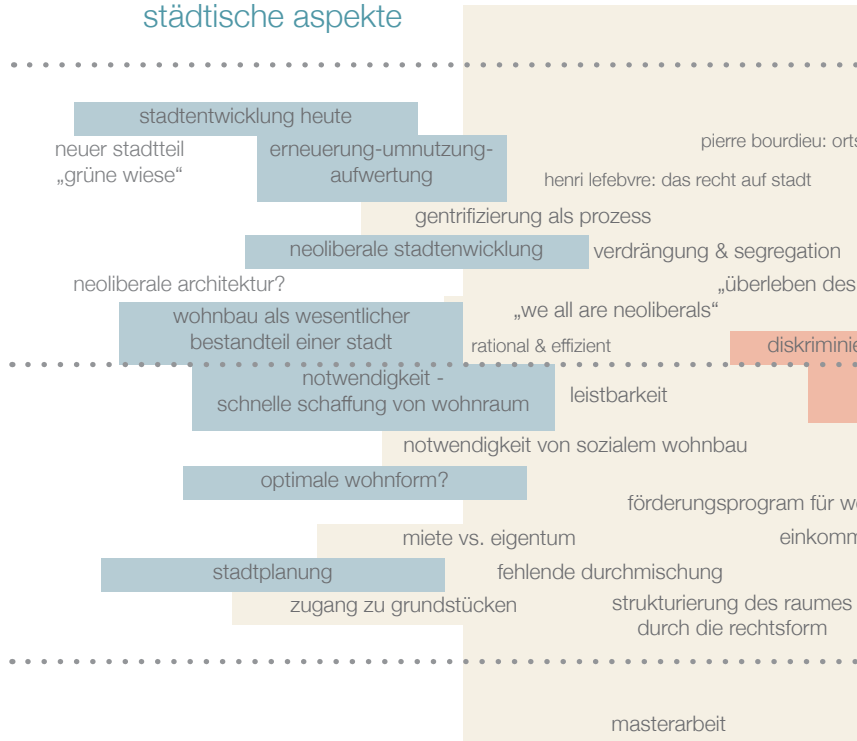 städtische aspekte
stadtentwicklung heute
neuer stadtteil
„grüne wiese“
erneuerung-umnutzung-
aufwertung
pierre bourdieu: orts
henri lefebvre: das recht auf stadt
gentrifizierung als prozess
neoliberale stadtenwicklung
verdrängung & segregation
neoliberale architektur?
„überleben des
„we all are neoliberals“
wohnbau als wesentlicher
bestandteil einer stadt
rational & effizient
diskriminie
notwendigkeit -
schnelle schaffung von wohnraum
leistbarkeit
notwendigkeit von sozialem wohnbau
optimale wohnform?
förderungsprogram für wo
miete vs. eigentum
einkomm
stadtplanung
fehlende durchmischung
zugang zu grundstücken
strukturierung des raumes
durch die rechtsform
masterarbeit